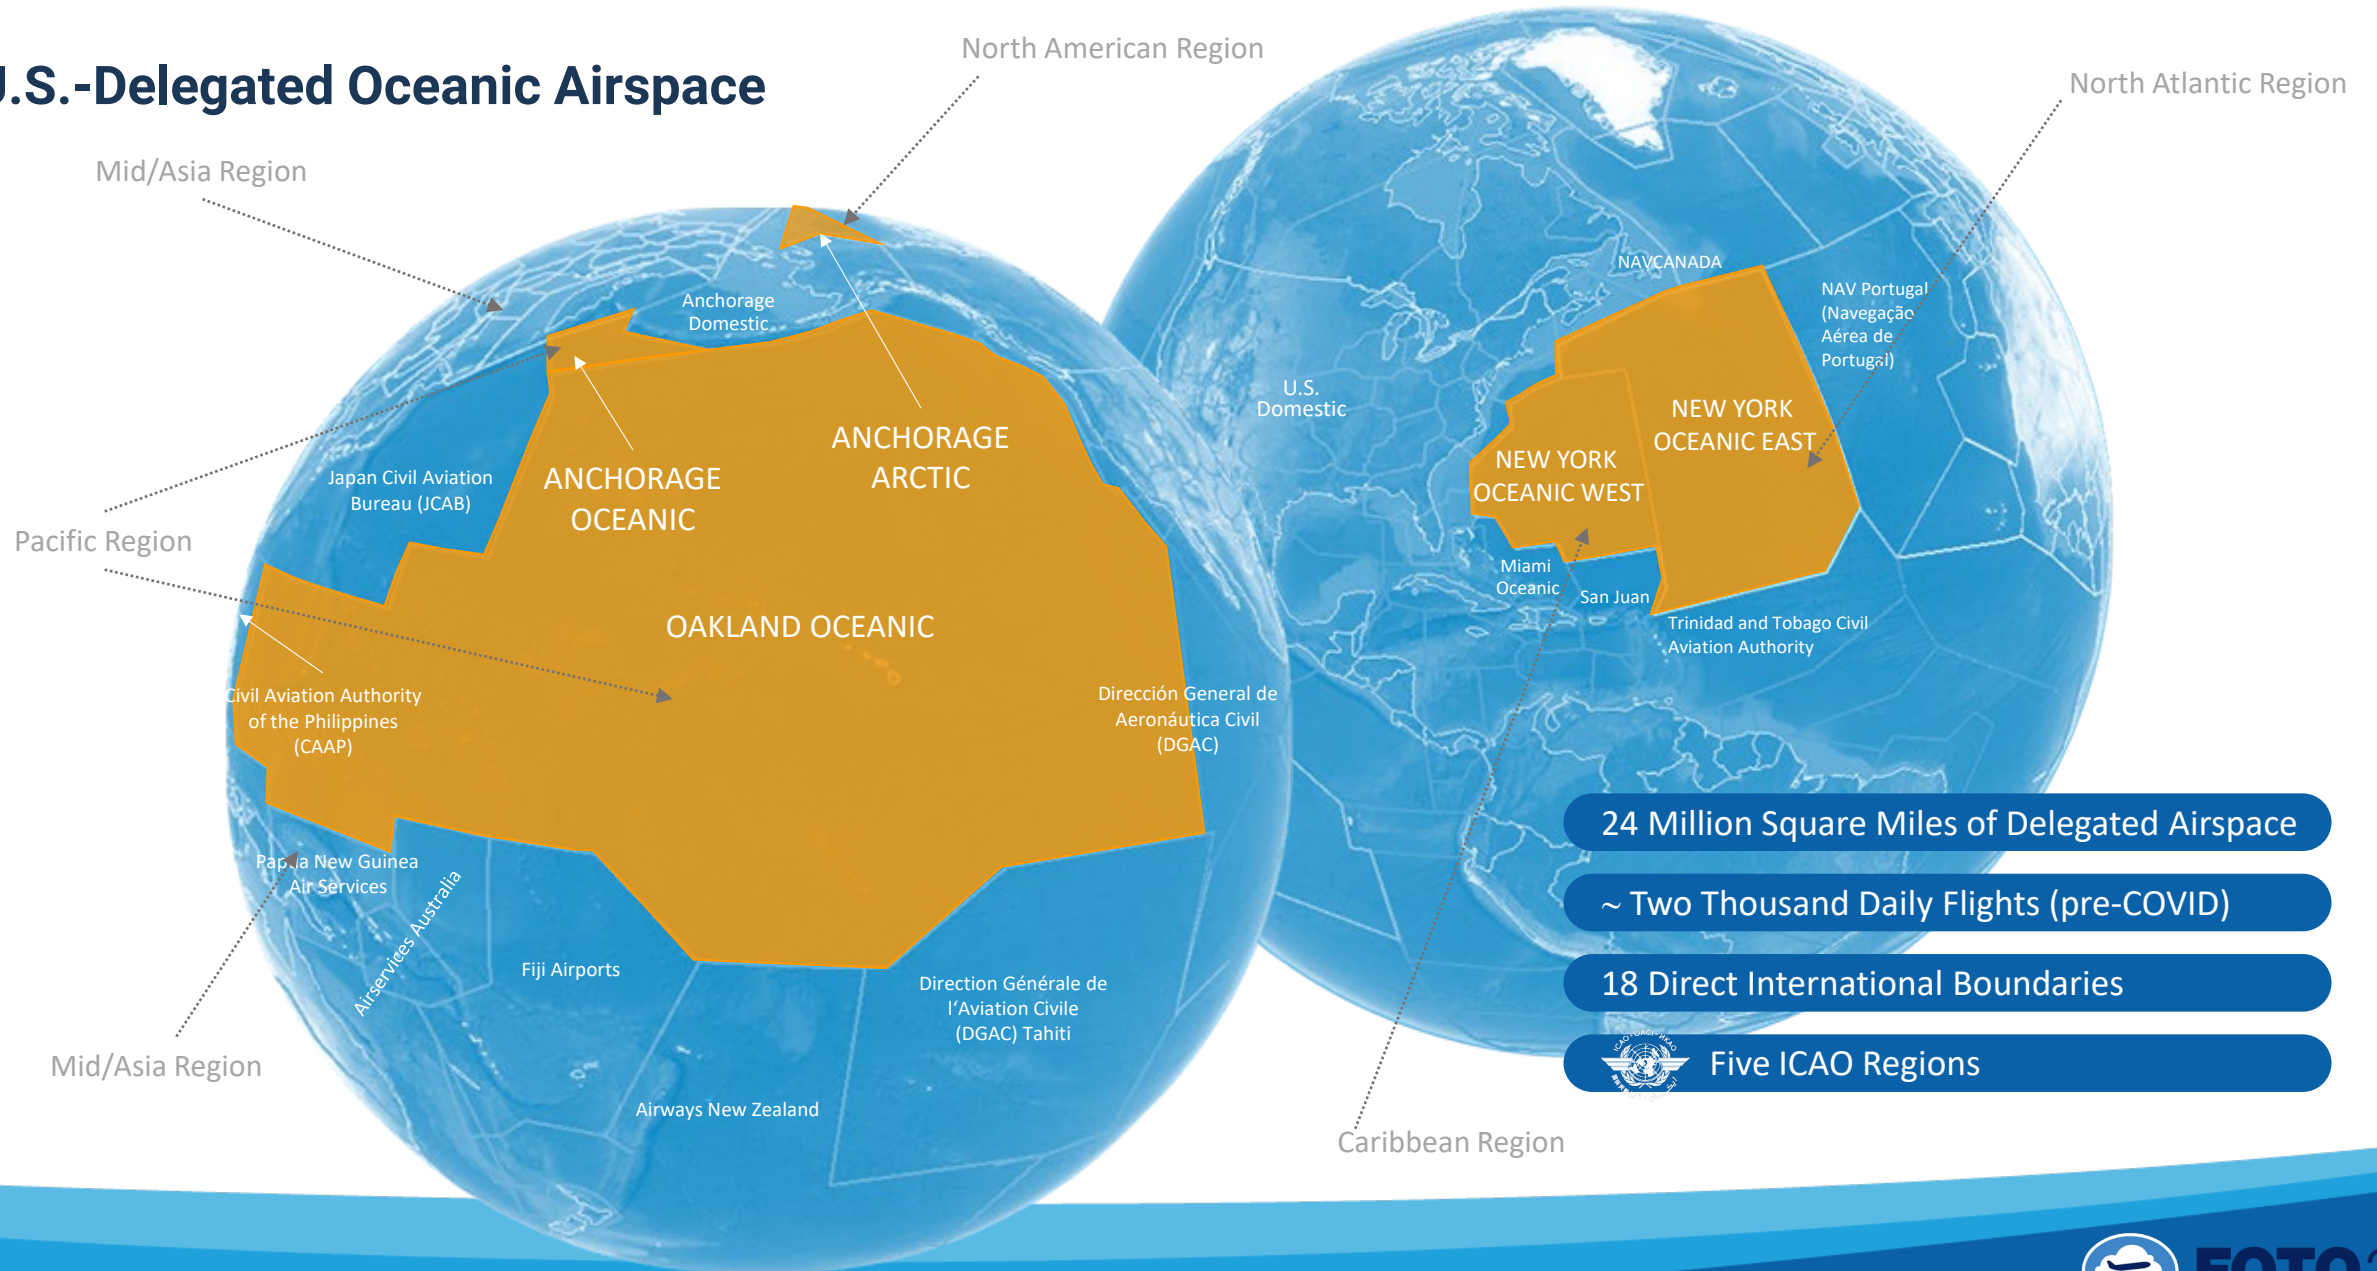 U.S.-Delegated Oceanic Airspace
North American Region
North Atlantic Region
Mid/Asia Region
Pacific Region
Mid/Asia Region
Caribbean Region
Anchorage
Domestic
Japan Civil Aviation
Bureau (JCAB)
ANCHORAGE
OCEANIC
ANCHORAGE
ARCTIC
OAKLAND OCEANIC
Civil Aviation Authority
of the Philippines
(CAAP)
Dirección General de
Aeronáutica Civil
(DGAC)
Papua New Guinea
Air Services
Airservices Australia
Fiji Airports
Direction Générale de
l'Aviation Civile
(DGAC) Tahiti
Airways New Zealand
NAVCANADA
NAV Portugal
(Navegação
Aérea de
Portugal)
U.S.
Domestic
NEW YORK
OCEANIC EAST
NEW YORK
OCEANIC WEST
Miami
Oceanic
San Juan
Trinidad and Tobago Civil
Aviation Authority
24 Million Square Miles of Delegated Airspace
~ Two Thousand Daily Flights (pre-COVID)
18 Direct International Boundaries
Five ICAO Regions